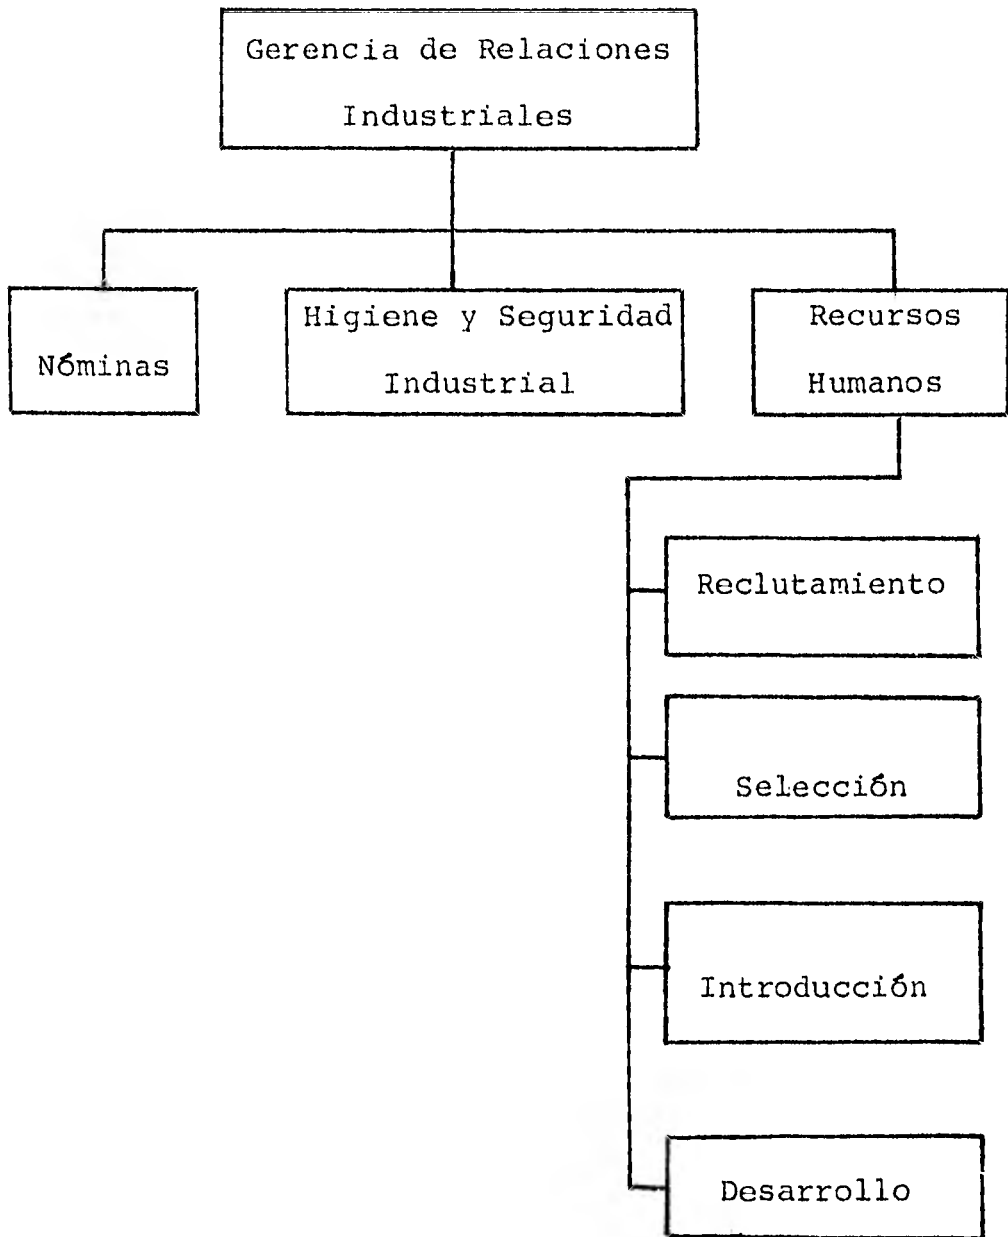 Gerencia de Relaciones
Industriales
Nóminas
Higiene y Seguridad
Industrial
Recursos
Humanos
Reclutamiento
Selección
Introducción
Desarrollo